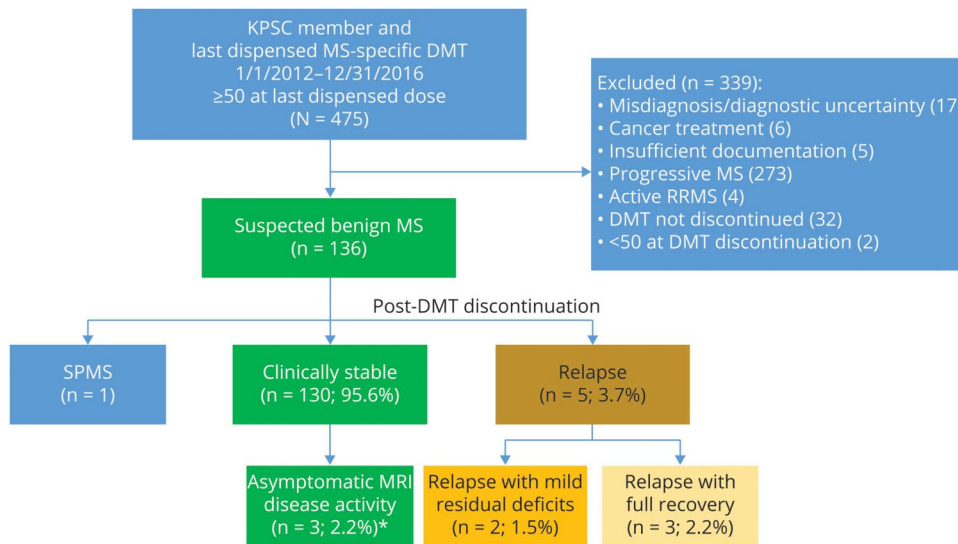 KPSC member and
last dispensed MS-specific DMT
1/1/2012–12/31/2016
≥50 at last dispensed dose
(N = 475)
Excluded (n = 339):
• Misdiagnosis/diagnostic uncertainty (17
• Cancer treatment (6)
• Insufficient documentation (5)
• Progressive MS (273)
• Active RRMS (4)
• DMT not discontinued (32)
• <50 at DMT discontinuation (2)
Suspected benign MS
(n = 136)
Post-DMT discontinuation
SPMS
(n = 1)
Clinically stable
(n = 130; 95.6%)
Relapse
(n = 5; 3.7%)
Asymptomatic MRI
disease activity
(n = 3; 2.2%)*
Relapse with mild
residual deficits
(n = 2; 1.5%)
Relapse with
full recovery
(n = 3; 2.2%)